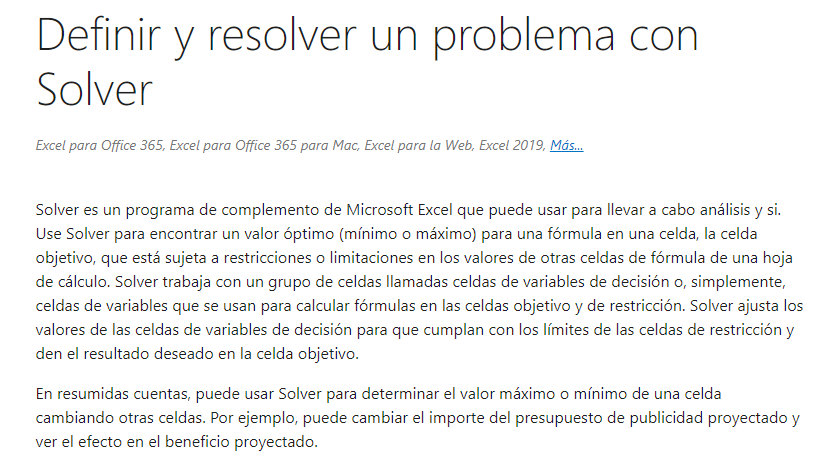 Definir y resolver un problema con
Solver
Excel para Office 365, Excel para Office 365 para Mac, Excel para la Web, Excel 2019, Más...
Solver es un programa de complemento de Microsoft Excel que puede usar para llevar a cabo análisis y si.
Use Solver para encontrar un valor óptimo (mínimo o máximo) para una fórmula en una celda, la celda
objetivo, que está sujeta a restricciones o limitaciones en los valores de otras celdas de fórmula de una hoja
de cálculo. Solver trabaja con un grupo de celdas llamadas celdas de variables de decisión o, simplemente,
celdas de variables que se usan para calcular fórmulas en las celdas objetivo y de restricción. Solver ajusta los
valores de las celdas de variables de decisión para que cumplan con los límites de las celdas de restricción y
den el resultado deseado en la celda objetivo.
En resumidas cuentas, puede usar Solver para determinar el valor máximo o mínimo de una celda
cambiando otras celdas. Por ejemplo, puede cambiar el importe del presupuesto de publicidad proyectado y
ver el efecto en el beneficio proyectado.